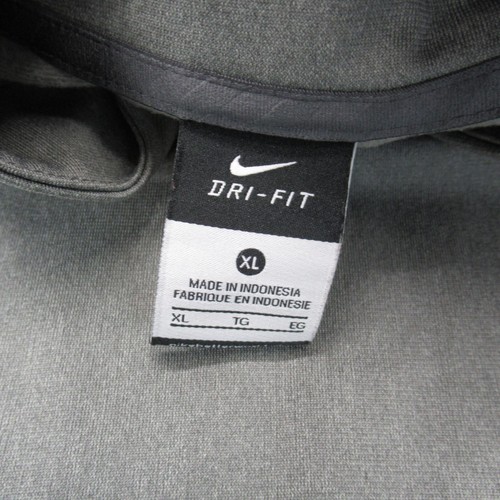 DRI-FIT
XL
MADE IN INDONESIA
FABRIQUE EN INDONESIE
XL TG EG